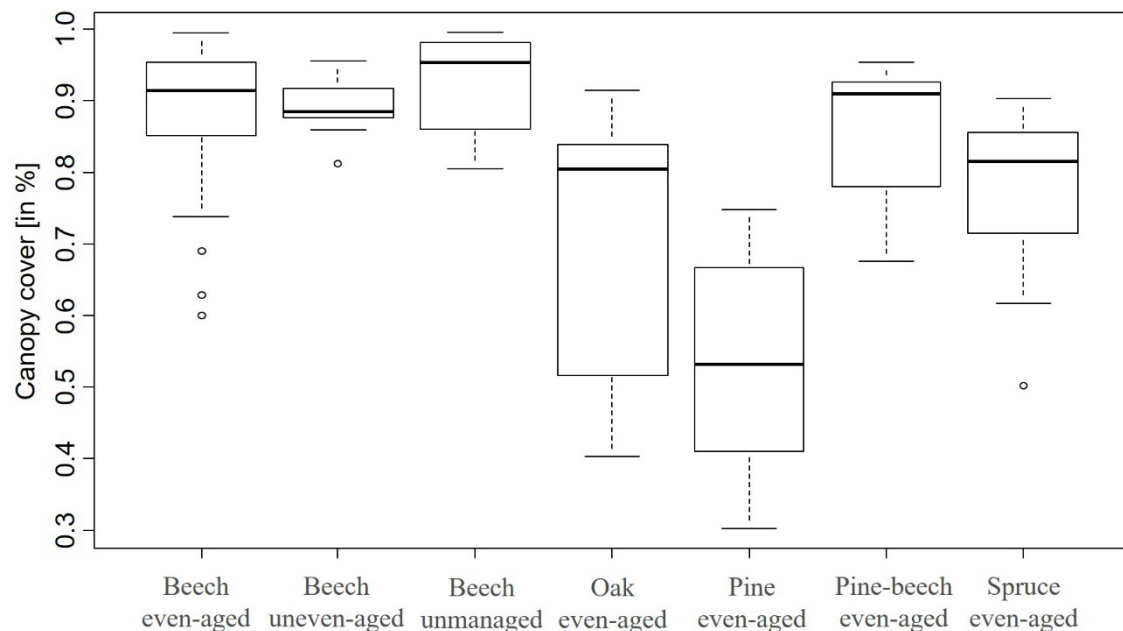 Canopy cover [in %]
1.0
0.9
0.8
0.7
0.6
0.5
0.4
0.3
Beech
even-aged
Beech
uneven-aged
Beech
unmanaged
Oak
even-aged
Pine
even-aged
Pine-beech
even-aged
Spruce
even-aged